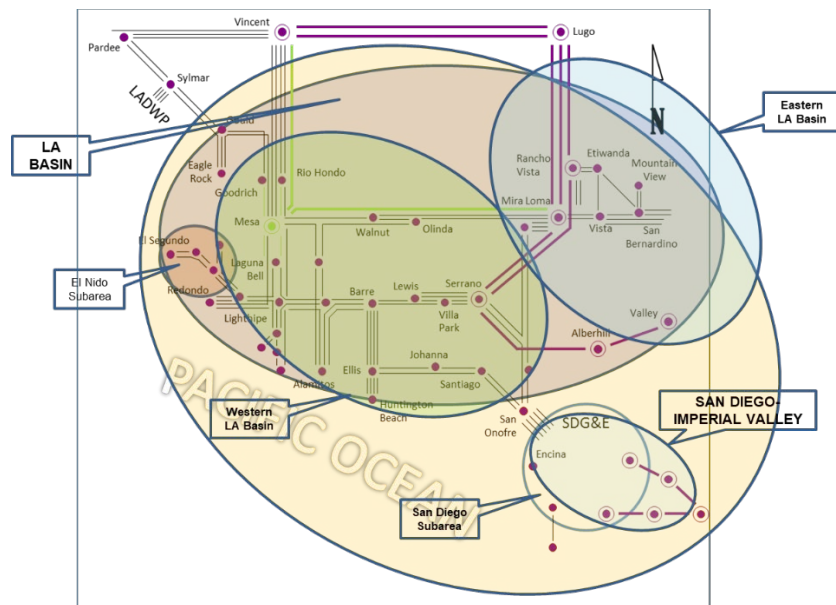 Vincent
Lugo
Pardee
Sylmar
LADWP
N
Eastern
LA Basin
LA
BASIN
Gould
Eagle
Rock
Goodrich
Rio Hondo
Rancho
Vista
Etiwanda
Mountain
View
Mesa
Mira Loma
Walnut
Olinda
Vista
San
Bernardino
El Segundo
El Nido
Subarea
Laguna
Bell
Redondo
Lighthipe
Barre
Lewis
Serrano
Villa
Park
Valley
Alberhill
Johanna
Alamitos
Ellis
Santiago
Huntington
Beach
PACIFIC OCEAN
Western
LA Basin
San
Onofre
SDG&E
SAN DIEGO-
IMPERIAL VALLEY
Encina
San Diego
Subarea